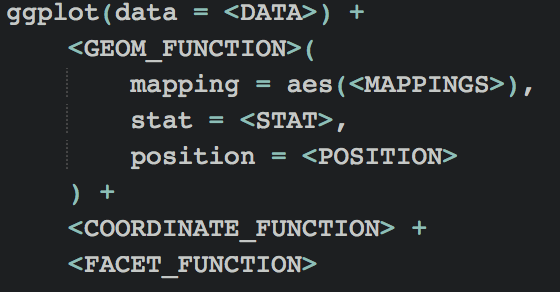 ggplot(data = <DATA>) +
<GEOM_FUNCTION>(
mapping = aes(<MAPPINGS>),
stat = <STAT>,
position = <POSITION>
) +
<COORDINATE_FUNCTION> +
<FACET_FUNCTION>